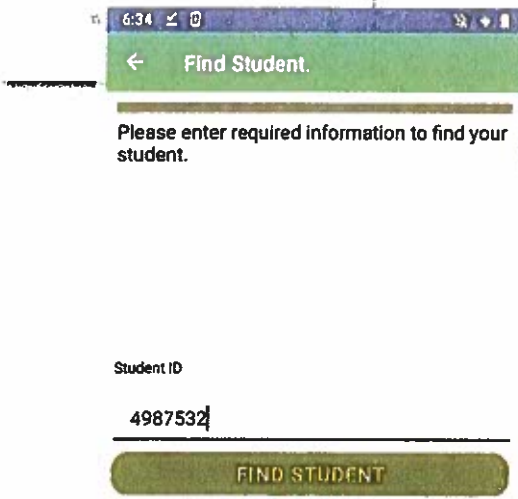 6:34
Find Student.
Please enter required information to find your
student.
Student ID
4987532
FIND STUDENT